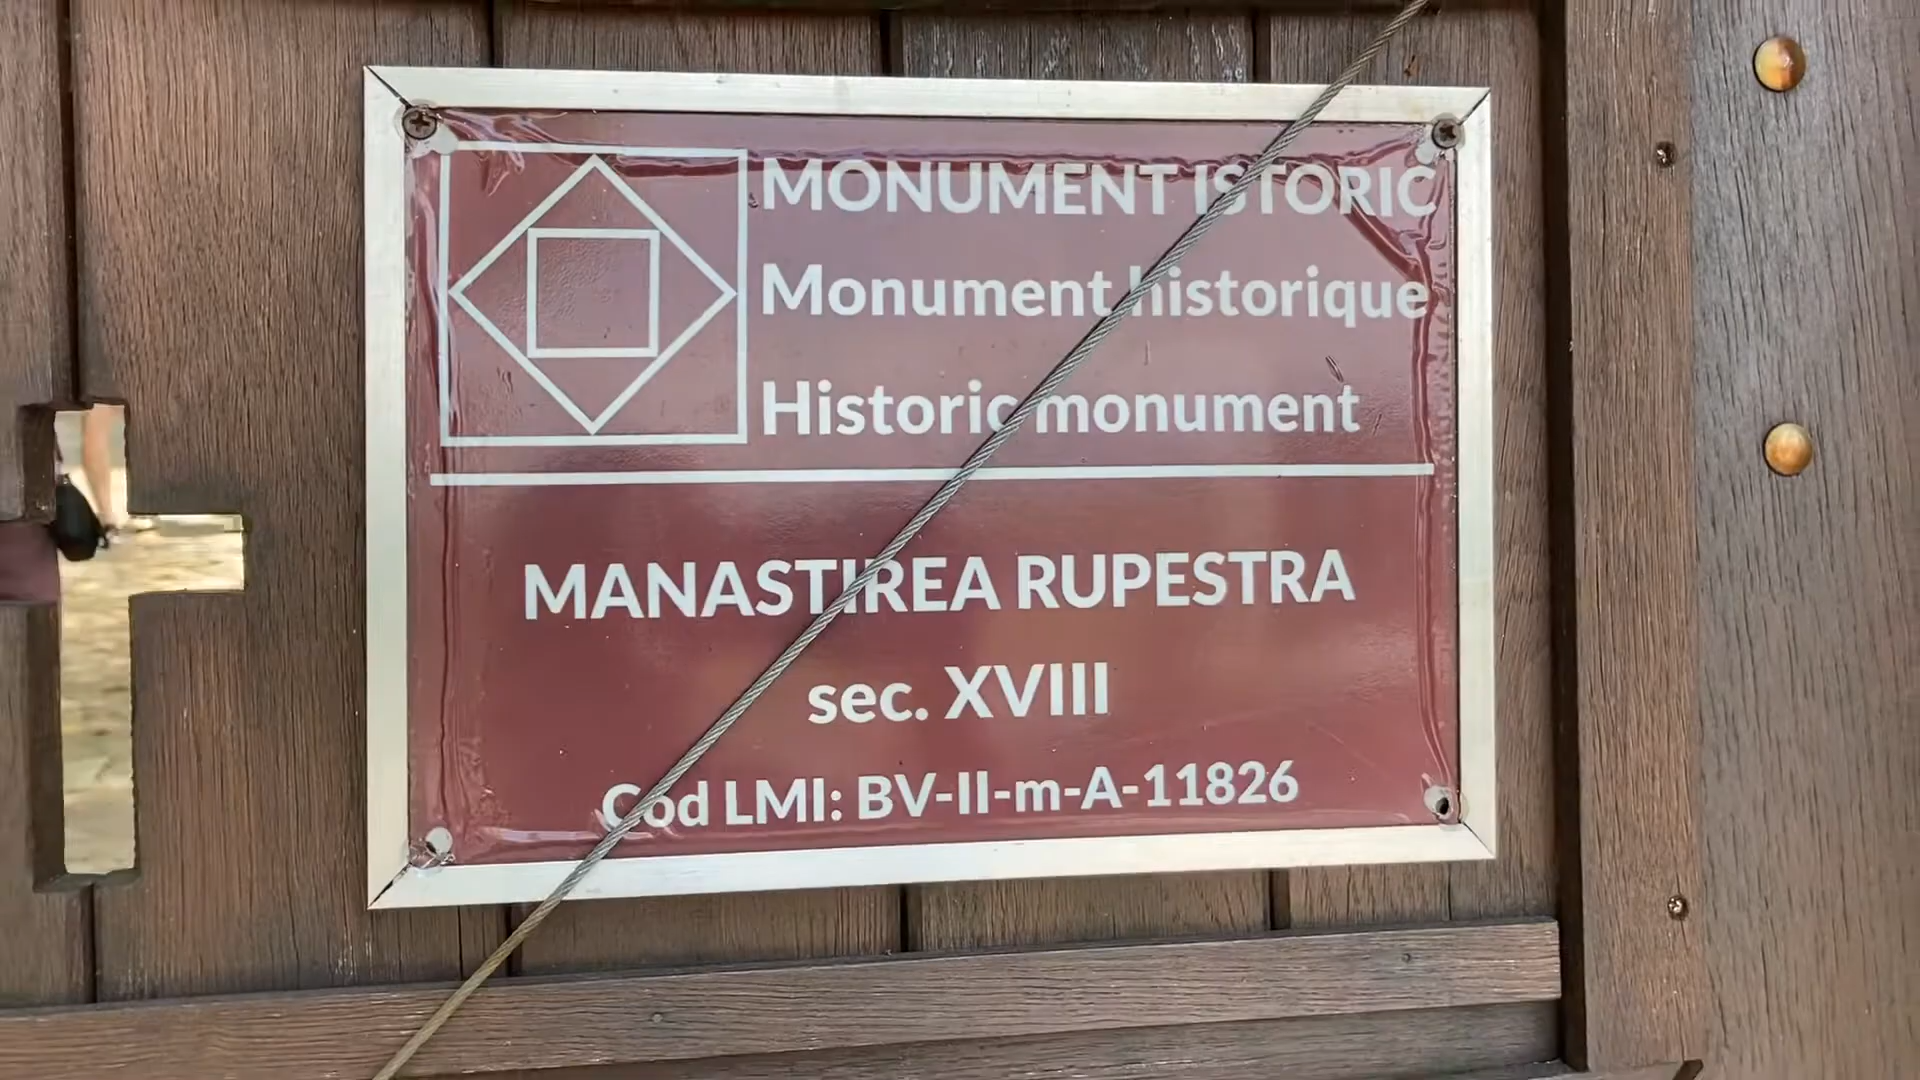 MONUMENT ISTORIC
Monument historique
Historic monument
MANASTIREA RUPESTRA
sec. XVIII
Cod LMI: BV-II-m-A-11826